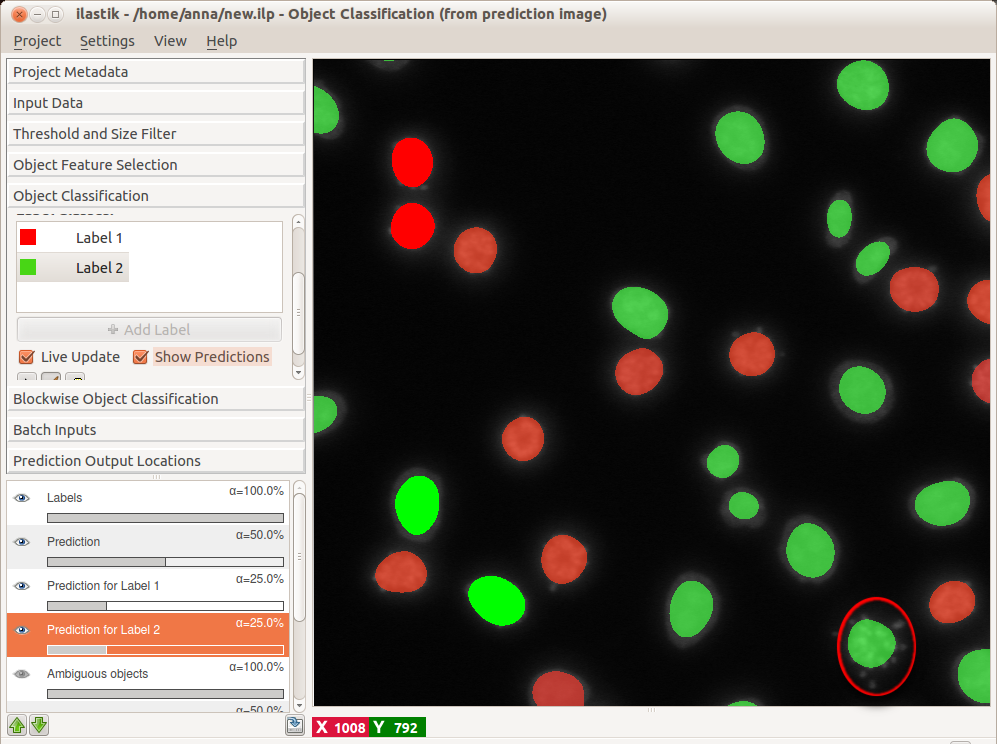 ilastik - /home/anna/new.ilp - Object Classification (from prediction image)
Project Settings View Help
Project Metadata
Input Data
Threshold and Size Filter
Object Feature Selection
Object Classification
Label 1
Label 2
Add Label
Live Update Show Predictions
Blockwise Object Classification
Batch Inputs
Prediction Output Locations
Labels α=100.0%
Prediction α=50.0%
Prediction for Label 1 α=25.0%
Prediction for Label 2 α=25.0%
Ambiguous objects α=100.0%
α=50.0%
X 1008 Y 792